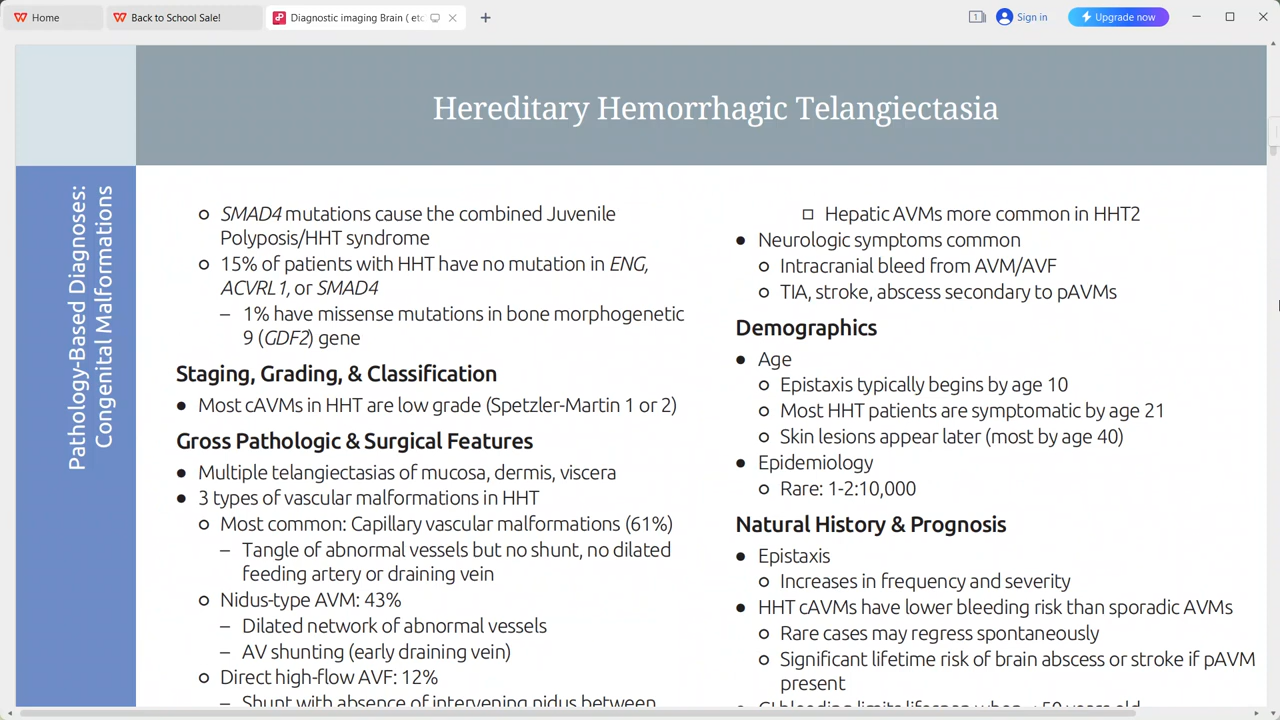 Home
Back to School Sale!
Diagnostic imaging Brain ( etc
1
Sign in
Upgrade now
Hereditary Hemorrhagic Telangiectasia
Pathology-Based Diagnoses:
Congenital Malformations
○ SMAD4 mutations cause the combined Juvenile
Polyposis/HHT syndrome
○ 15% of patients with HHT have no mutation in ENG,
ACVRL1, or SMAD4
– 1% have missense mutations in bone morphogenetic
9 (GDF2) gene
Staging, Grading, & Classification
● Most cAVMs in HHT are low grade (Spetzler-Martin 1 or 2)
Gross Pathologic & Surgical Features
● Multiple telangiectasias of mucosa, dermis, viscera
● 3 types of vascular malformations in HHT
○ Most common: Capillary vascular malformations (61%)
– Tangle of abnormal vessels but no shunt, no dilated
feeding artery or draining vein
○ Nidus-type AVM: 43%
– Dilated network of abnormal vessels
– AV shunting (early draining vein)
○ Direct high-flow AVF: 12%
– Shunt with absence of intervening nidus between
□ Hepatic AVMs more common in HHT2
● Neurologic symptoms common
○ Intracranial bleed from AVM/AVF
○ TIA, stroke, abscess secondary to pAVMs
Demographics
● Age
○ Epistaxis typically begins by age 10
○ Most HHT patients are symptomatic by age 21
○ Skin lesions appear later (most by age 40)
● Epidemiology
○ Rare: 1-2:10,000
Natural History & Prognosis
● Epistaxis
○ Increases in frequency and severity
● HHT cAVMs have lower bleeding risk than sporadic AVMs
○ Rare cases may regress spontaneously
○ Significant lifetime risk of brain abscess or stroke if pAVM
present